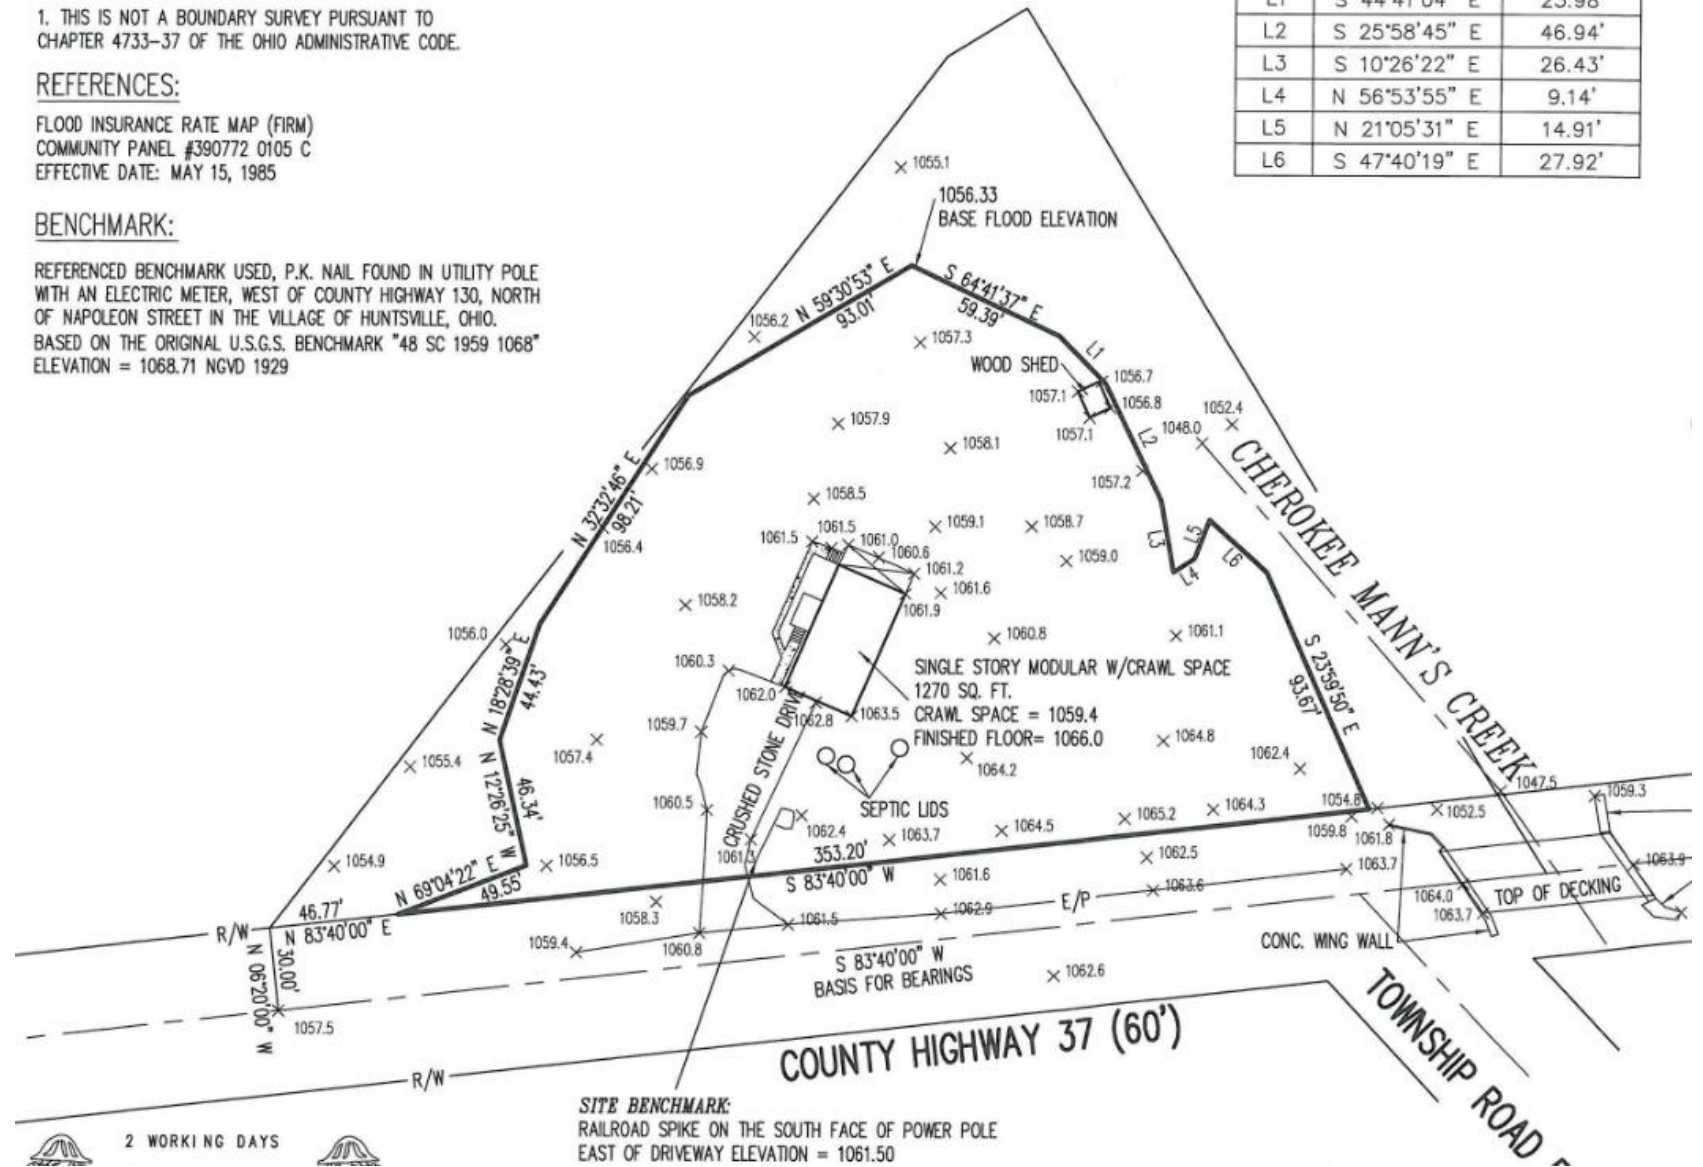 1. THIS IS NOT A BOUNDARY SURVEY PURSUANT TO
CHAPTER 4733-37 OF THE OHIO ADMINISTRATIVE CODE.
REFERENCES:
FLOOD INSURANCE RATE MAP (FIRM)
COMMUNITY PANEL #390772 0105 C
EFFECTIVE DATE: MAY 15, 1985
BENCHMARK:
REFERENCED BENCHMARK USED, P.K. NAIL FOUND IN UTILITY POLE
WITH AN ELECTRIC METER, WEST OF COUNTY HIGHWAY 130, NORTH
OF NAPOLEON STREET IN THE VILLAGE OF HUNTSVILLE, OHIO.
BASED ON THE ORIGINAL U.S.G.S. BENCHMARK "48 SC 1959 1068"
ELEVATION = 1068.71 NGVD 1929
L1 S 44°41'04" E 25.98'
L2 S 25°58'45" E 46.94'
L3 S 10°26'22" E 26.43'
L4 N 56°53'55" E 9.14'
L5 N 21°05'31" E 14.91'
L6 S 47°40'19" E 27.92'
1055.1
1056.33
BASE FLOOD ELEVATION
N 59°30'53" E
93.01'
S 64°41'37" E
59.39'
1056.2
1057.3
L1
WOOD SHED
1056.7
1057.1
1056.8
1057.1
L2
1052.4
1048.0
1057.9
1058.1
1056.9
1057.2
N 32°32'46" E
98.21'
1056.4
1058.5
1059.1
1058.7
L3
L5
L4
L6
1061.5
1061.5
1061.0
1060.6
1061.2
1059.0
1061.6
1061.9
1058.2
1060.8
1061.1
CHEROKEE MANN'S CREEK
1056.0
N 18°28'39" E
44.43'
1060.3
1062.0
1062.8
1063.5
SINGLE STORY MODULAR W/CRAWL SPACE
1270 SQ. FT.
CRAWL SPACE = 1059.4
FINISHED FLOOR= 1066.0
S 23°59'50" E
93.67'
1059.7
1057.4
1055.4
N 12°26'25" W
46.34'
CRUSHED STONE DRIVE
1064.2
1064.8
1062.4
SEPTIC LIDS
1060.5
1062.4
1061.3
1063.7
1064.5
1065.2
1064.3
1054.8
1059.8
1061.8
1052.5
1047.5
1059.3
1054.9
1056.5
N 69°04'22" E
49.55'
353.20'
S 83°40'00" W
1061.6
1062.5
1063.7
1063.9
1064.0
1063.7
TOP OF DECKING
46.77'
N 83°40'00" E
R/W
1058.3
1059.4
1060.8
1061.5
1062.9
E/P
1063.6
CONC. WING WALL
N 06°20'00" W
30.00'
1057.5
S 83°40'00" W
BASIS FOR BEARINGS
1062.6
COUNTY HIGHWAY 37 (60')
R/W
TOWNSHIP ROAD
SITE BENCHMARK:
RAILROAD SPIKE ON THE SOUTH FACE OF POWER POLE
EAST OF DRIVEWAY ELEVATION = 1061.50
2 WORKING DAYS